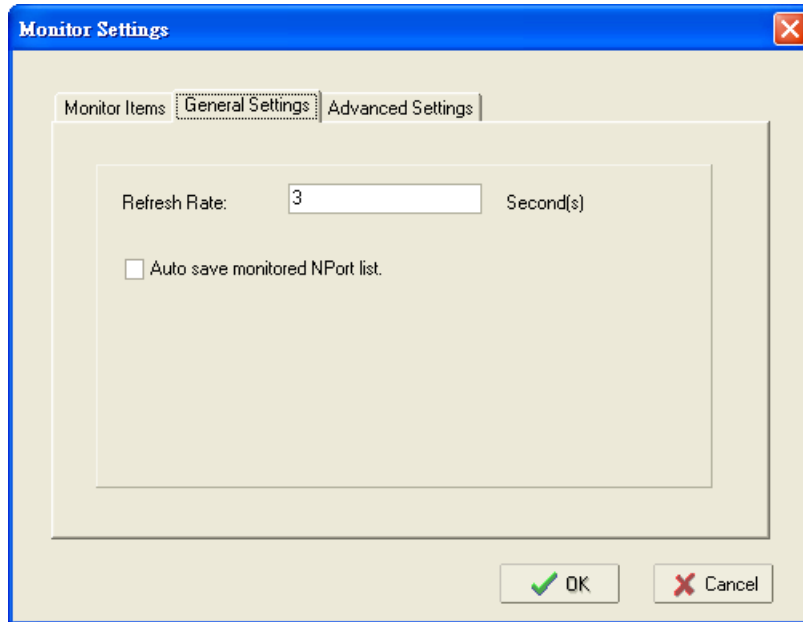 Monitor Settings
Monitor Items General Settings Advanced Settings
Refresh Rate: 3 Second(s)
Auto save monitored NPort list.
OK Cancel